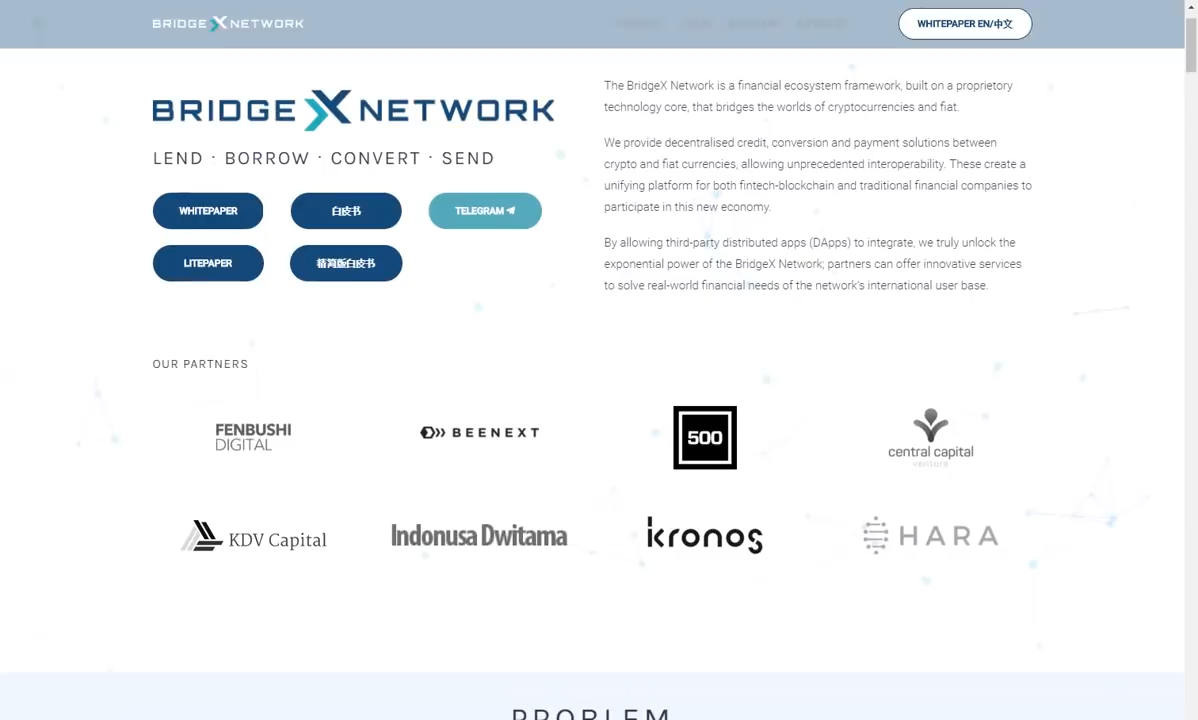 BRIDGE X NETWORK
WHITEPAPER EN/中文
BRIDGE X NETWORK
LEND · BORROW · CONVERT · SEND
WHITEPAPER
白皮书
TELEGRAM
LITEPAPER
精简版白皮书
The BridgeX Network is a financial ecosystem framework, built on a proprietary
technology core, that bridges the worlds of cryptocurrencies and fiat.
We provide decentralised credit, conversion and payment solutions between
crypto and fiat currencies, allowing unprecedented interoperability. These create a
unifying platform for both fintech-blockchain and traditional financial companies to
participate in this new economy.
By allowing third-party distributed apps (DApps) to integrate, we truly unlock the
exponential power of the BridgeX Network; partners can offer innovative services
to solve real-world financial needs of the network's international user base.
OUR PARTNERS
FENBUSHI
DIGITAL
BEENEXT
500
central capital
venture
KDV Capital
Indonusa Dwitama
kronos
HARA
PROBLEM